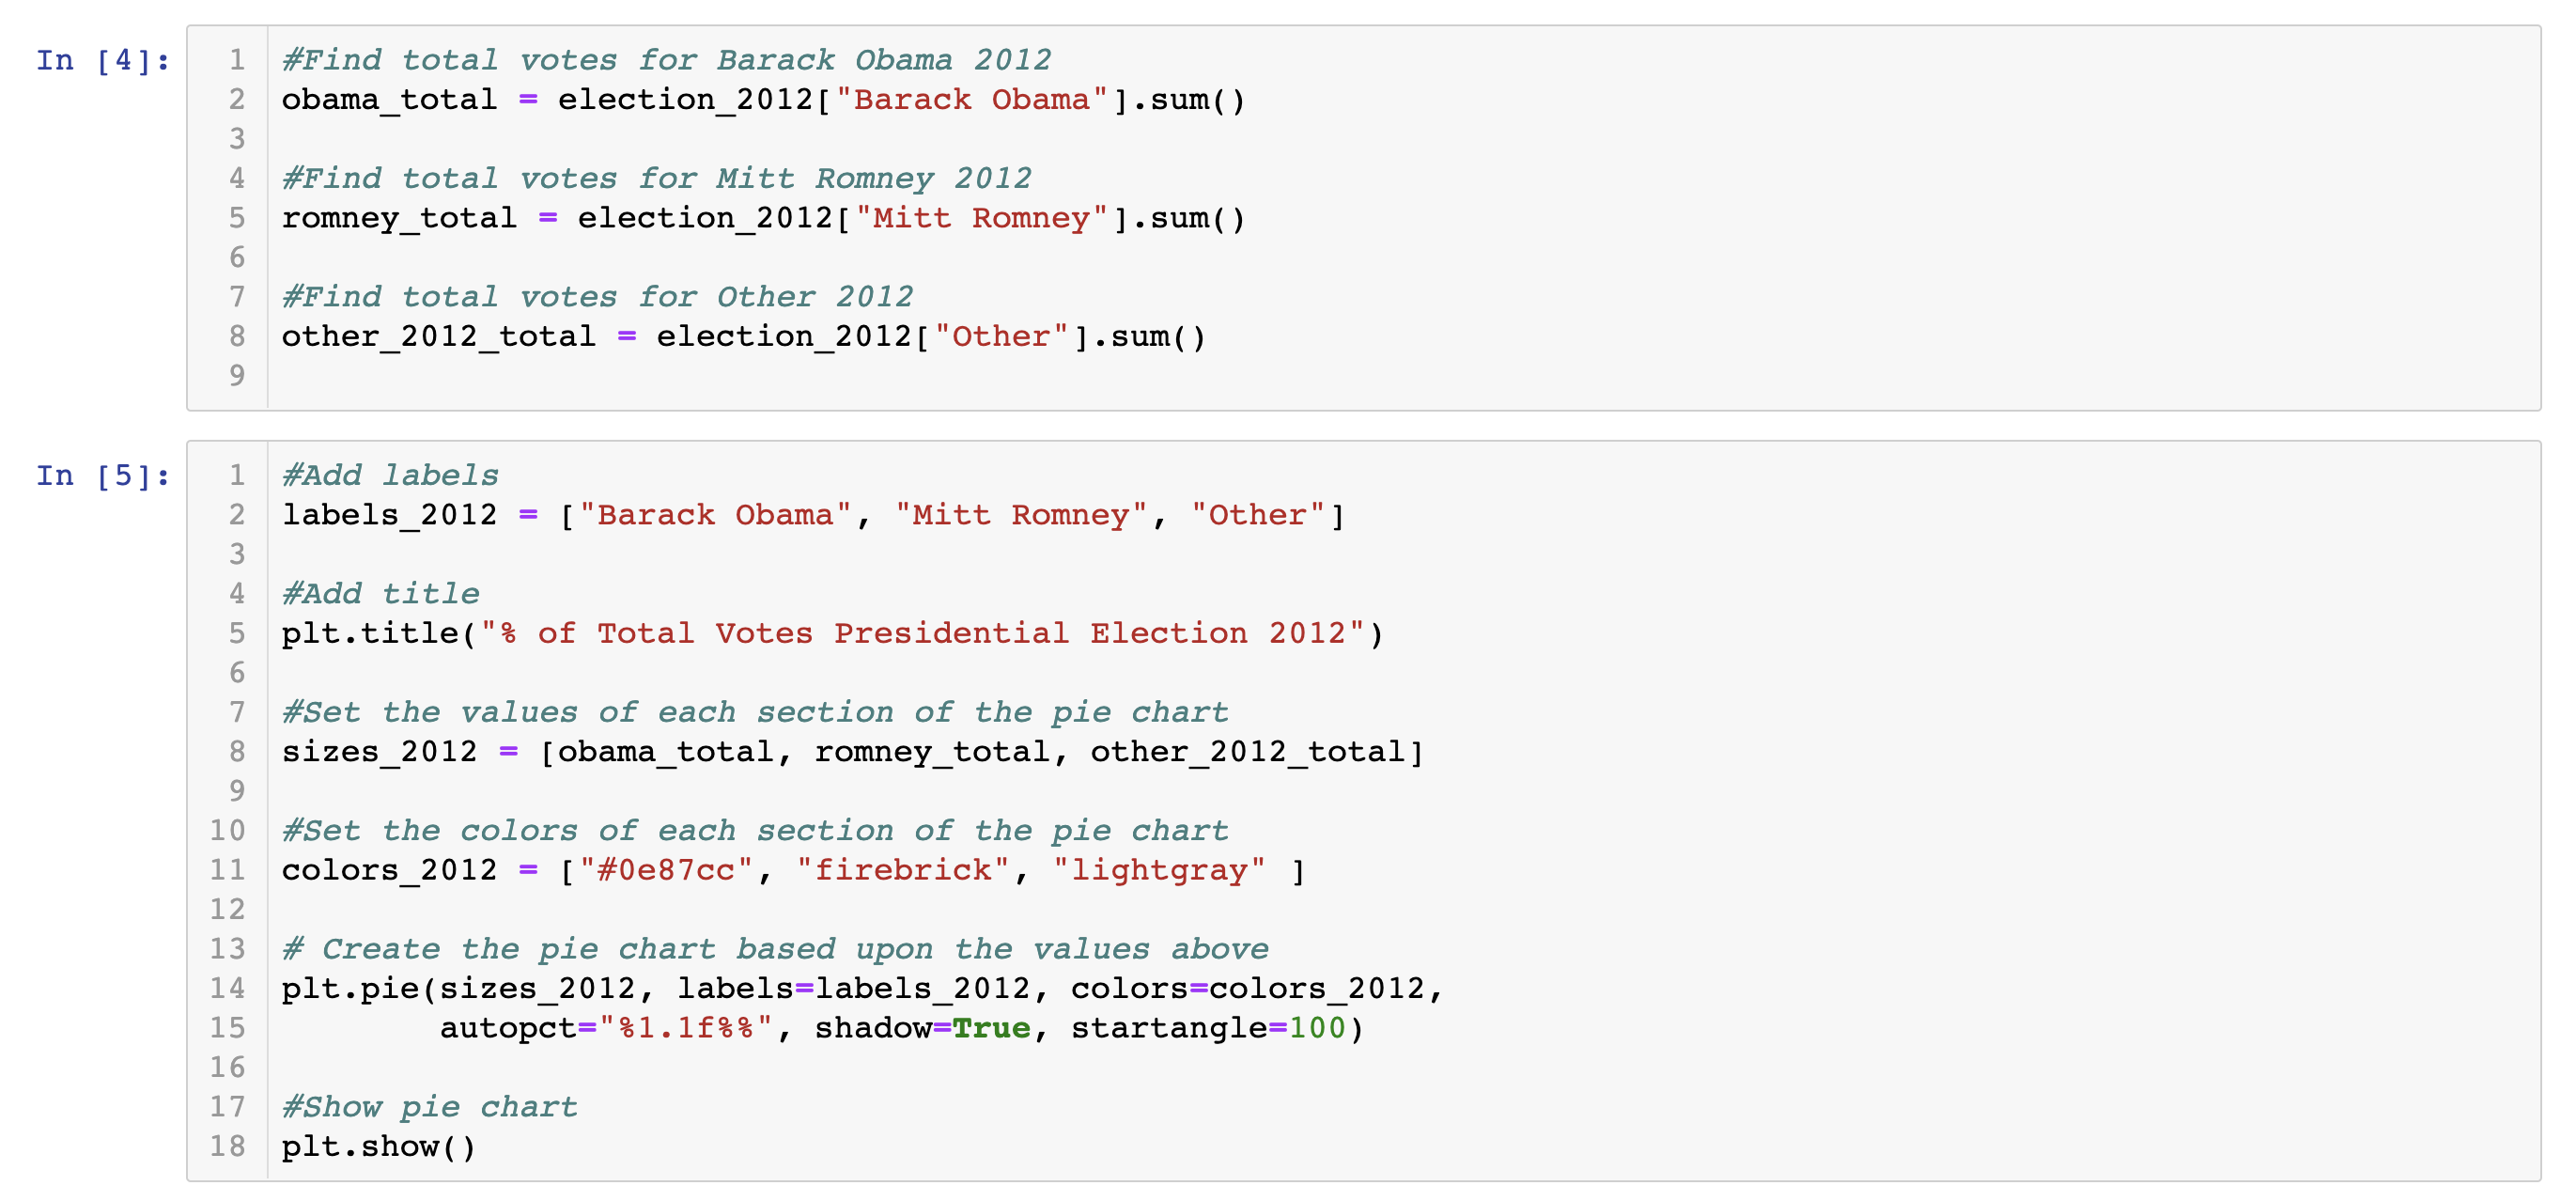 In [4]:
1 #Find total votes for Barack Obama 2012
2 obama_total = election_2012["Barack Obama"].sum()
3
4 #Find total votes for Mitt Romney 2012
5 romney_total = election_2012["Mitt Romney"].sum()
6
7 #Find total votes for Other 2012
8 other_2012_total = election_2012["Other"].sum()
9
In [5]:
1 #Add labels
2 labels_2012 = ["Barack Obama", "Mitt Romney", "Other"]
3
4 #Add title
5 plt.title("% of Total Votes Presidential Election 2012")
6
7 #Set the values of each section of the pie chart
8 sizes_2012 = [obama_total, romney_total, other_2012_total]
9
10 #Set the colors of each section of the pie chart
11 colors_2012 = ["#0e87cc", "firebrick", "lightgray" ]
12
13 # Create the pie chart based upon the values above
14 plt.pie(sizes_2012, labels=labels_2012, colors=colors_2012,
15         autopct="%1.1f%%", shadow=True, startangle=100)
16
17 #Show pie chart
18 plt.show()